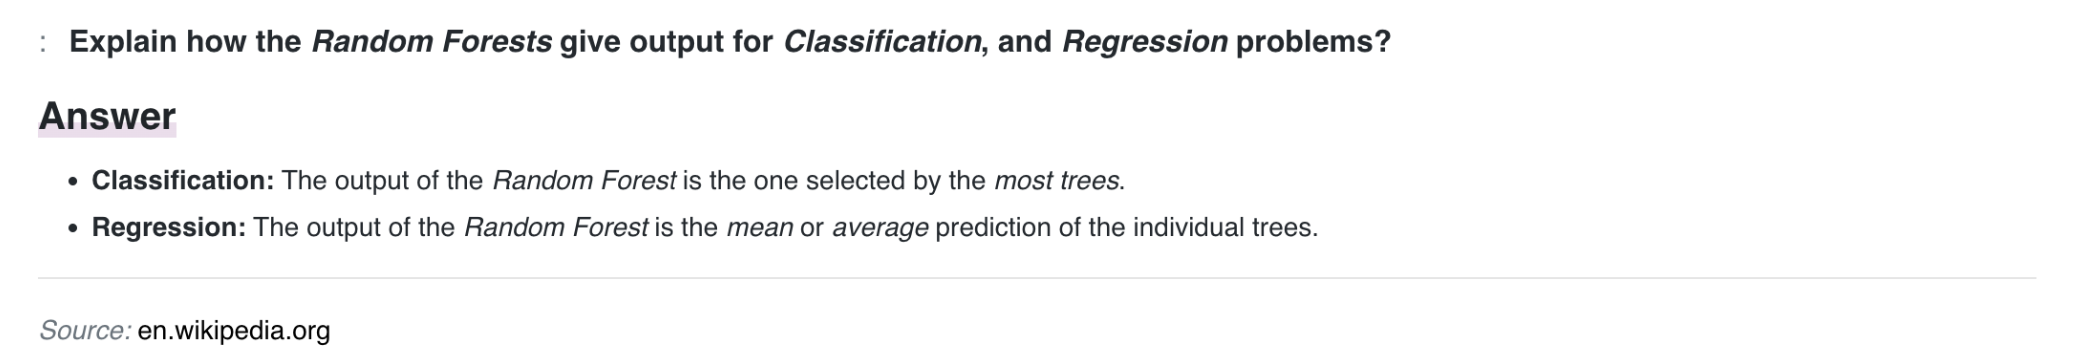 : Explain how the Random Forests give output for Classification, and Regression problems?
Answer
• Classification: The output of the Random Forest is the one selected by the most trees.
• Regression: The output of the Random Forest is the mean or average prediction of the individual trees.
Source: en.wikipedia.org